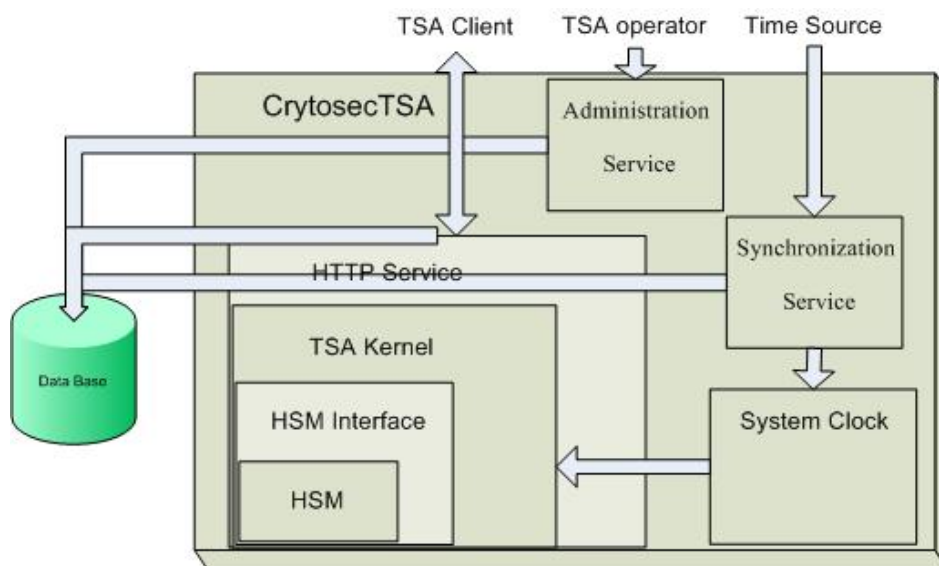 TSA Client
TSA operator
Time Source
CrytosecTSA
Administration
Service
HTTP Service
Synchronization
Service
TSA Kernel
Data Base
HSM Interface
System Clock
HSM